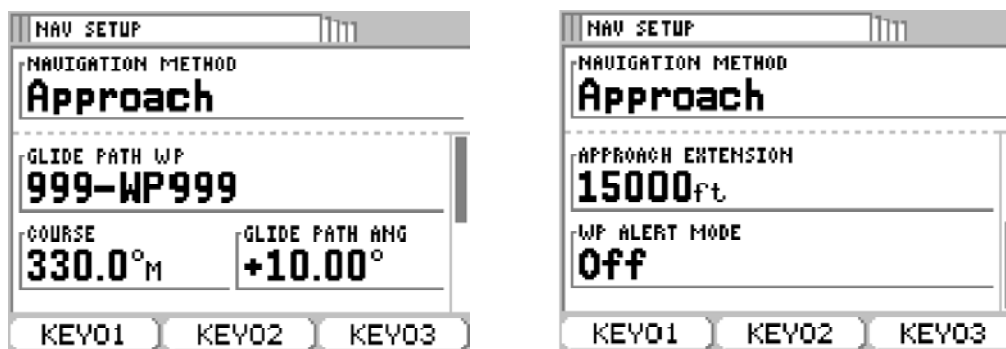 NAV SETUP
NAVIGATION METHOD
Approach
GLIDE PATH WP
999-WP999
COURSE GLIDE PATH ANG
330.0°M +10.00°
KEY01 KEY02 KEY03
NAV SETUP
NAVIGATION METHOD
Approach
APPROACH EXTENSION
15000ft
WP ALERT MODE
Off
KEY01 KEY02 KEY03